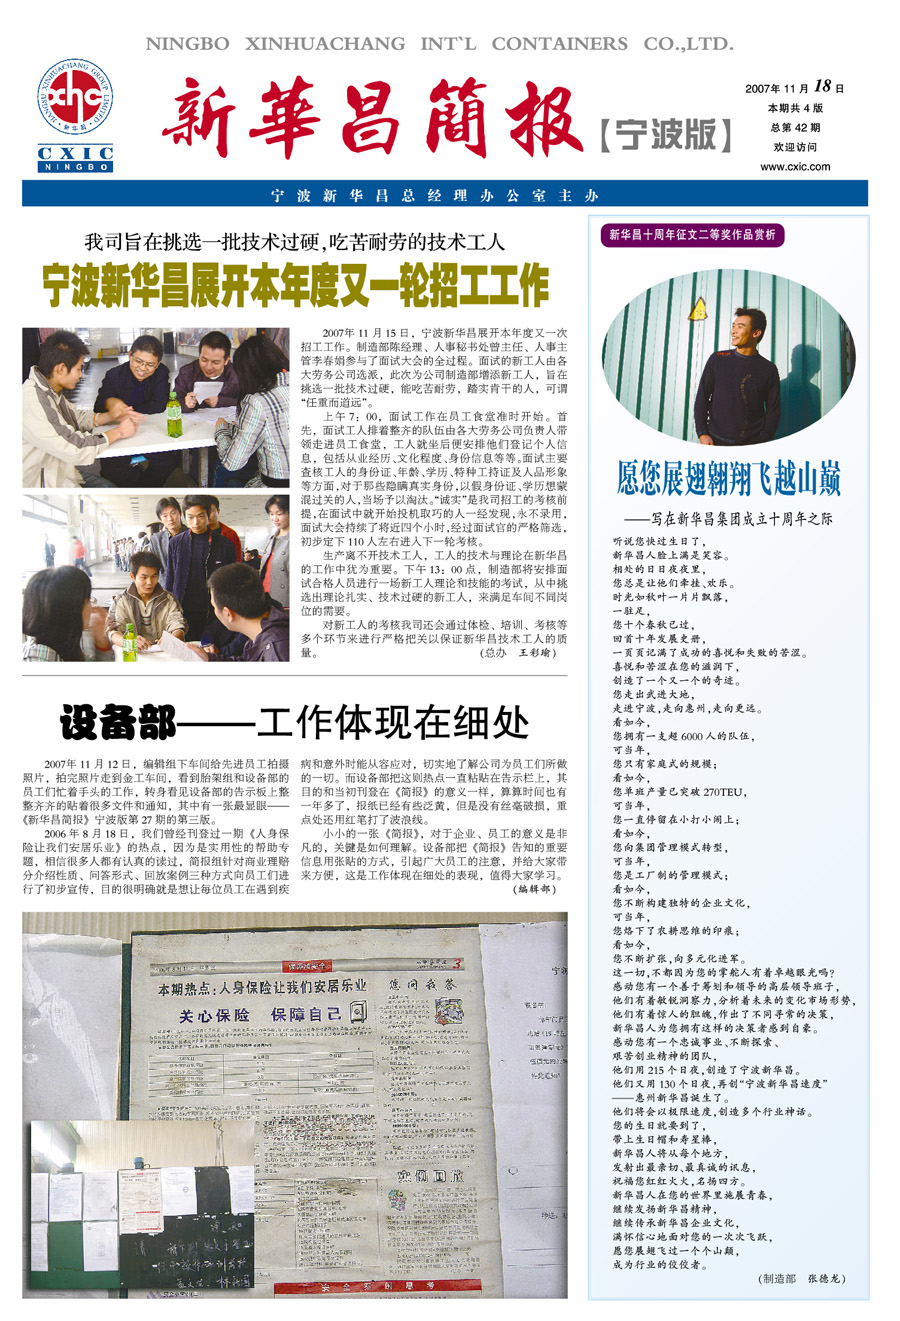 NINGBO XINHUACHANG INT`L CONTAINERS CO.,LTD.
CXIC
NINGBO
新華昌簡报【宁波版】
2007年 11 月 18 日
本期共 4 版
总第 42 期
欢迎访问
www.cxic.com
宁波新华昌总经理办公室主办
我司旨在挑选一批技术过硬,吃苦耐劳的技术工人
宁波新华昌展开本年度又一轮招工工作
2007年 11 月 15 日，宁波新华昌展开本年度又一次
招工工作。制造部陈经理、人事秘书处曾主任、人事主
管李春娟参与了面试大会的全过程。面试的新工人由各
大劳务公司选派，此次为公司制造部增添新工人，旨在
挑选一批技术过硬，能吃苦耐劳，踏实肯干的人，可谓
“任重而道远”。
上午 7：00，面试工作在员工食堂准时开始。首
先，面试工人排着整齐的队伍由各大劳务公司负责人带
领走进员工食堂，工人就坐后便安排他们登记个人信
息，包括从业经历、文化程度、身份信息等等。面试主要
查核工人的身份证、年龄、学历、特种工持证及人品形象
等方面,对于那些隐瞒真实身份,以假身份证、学历想蒙
混过关的人,当场予以淘汰。“诚实”是我司招工的考核前
提,在面试中就开始投机取巧的人一经发现,永不录用,
面试大会持续了将近四个小时,经过面试官的严格筛选,
初步定下 110 人左右进入下一轮考核。
生产离不开技术工人，工人的技术与理论在新华昌
的工作中犹为重要。下午 13：00 点，制造部将安排面
试合格人员进行一场新工人理论和技能的考试，从中挑
选出理论扎实、技术过硬的新工人，来满足车间不同岗
位的需要。
对新工人的考核我司还会通过体检、培训、考核等
多个环节来进行严格把关以保证新华昌技术工人的质
量。 (总办 王彩瑜)
设备部——工作体现在细处
2007年 11 月 12 日，编辑组下车间给先进员工拍摄
照片，拍完照片走到金工车间，看到胎架组和设备部的
员工们忙着手头的工作，转身看见设备部的告示板上整
整齐齐的贴着很多文件和通知，其中有一张最显眼——
《新华昌简报》宁波版第 27 期的第三版。
2006 年 8 月 18 日，我们曾经刊登过一期《人身保
险让我们安居乐业》的热点，因为是实用性的帮助专
题，相信很多人都有认真的读过，简报组针对商业理赔
分介绍性质、问答形式、回放案例三种方式向员工们进
行了初步宣传，目的很明确就是想让每位员工在遇到疾
病和意外时能从容应对，切实地了解公司为员工们所做
的一切。而设备部把这则热点一直粘贴在告示栏上，其
目的和当初刊登在《简报》的意义一样，算算时间也有
一年多了，报纸已经有些泛黄，但是没有丝毫破损，重
点处还用红笔打了波浪线。
小小的一张《简报》，对于企业、员工的意义是非
凡的，关键是如何理解。设备部把《简报》告知的重要
信息用张贴的方式，引起广大员工的注意，并给大家带
来方便，这是工作体现在细处的表现，值得大家学习。
(编辑部)
3
本期热点:人身保险让我们安居乐业
您问我答
关心保险 保障自己
实例回放
新华昌十周年征文二等奖作品赏析
愿您展翅翱翔飞越山巅
——写在新华昌集团成立十周年之际
听说您快过生日了，
新华昌人脸上满是笑容。
相处的日日夜夜里，
您总是让他们牵挂、欢乐。
时光如秋叶一片片飘落，
一驻足，
您十个春秋已过，
回首十年发展史册，
一页页记满了成功的喜悦和失败的苦涩。
喜悦和苦涩在您的滋润下，
创造了一个又一个的奇迹。
您走出武进大地，
走进宁波,走向惠州,走向更远。
看如今，
您拥有一支超 6000 人的队伍，
可当年，
您只有家庭式的规模；
看如今，
您单班产量已突破 270TEU，
可当年，
您一直停留在小打小闹上；
看如今，
您向集团管理模式转型，
可当年，
您是工厂制的管理模式；
看如今，
您不断构建独特的企业文化，
可当年，
您烙下了农耕思维的印痕；
看如今，
您不断扩张,向多元化进军。
这一切,不都因为您的掌舵人有着卓越眼光吗?
感动您有一个善于筹划和领导的高层领导班子，
他们有着敏锐洞察力,分析着未来的变化市场形势，
他们有着惊人的胆魄,作出了不同寻常的决策，
新华昌人为您拥有这样的决策者感到自豪。
感动您有一个忠诚事业、不断探索、
艰苦创业精神的团队，
他们用 215 个日夜,创造了宁波新华昌。
他们又用 130 个日夜,再创“宁波新华昌速度”
——惠州新华昌诞生了。
他们将会以极限速度,创造多个行业神话。
您的生日就要到了，
带上生日帽和寿星棒，
新华昌人将从每个地方，
发射出最亲切、最真诚的讯息，
祝福您红红火火,名扬四方。
新华昌人在您的世界里施展青春，
继续发扬新华昌精神，
继续传承新华昌企业文化，
满怀信心地面对您的一次次飞跃，
愿您展翅飞过一个个山巅，
成为行业的佼佼者。
(制造部 张德龙)